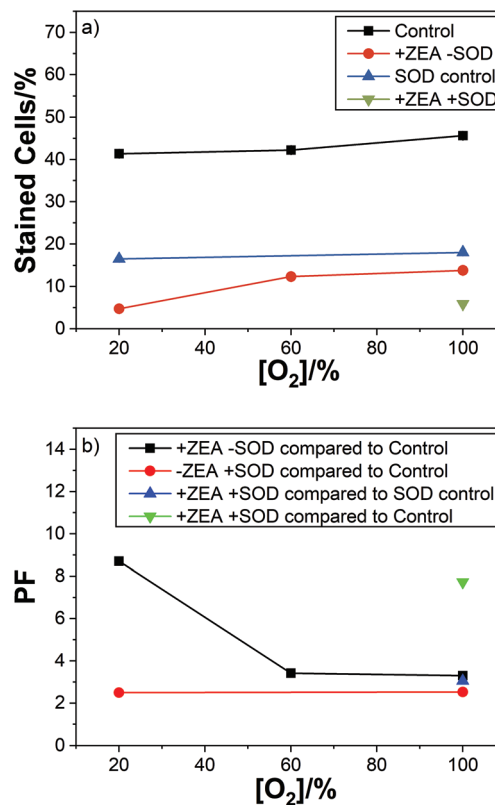 a)
Control
+ZEA -SOD
SOD control
+ZEA +SOD
70
60
50
40
30
20
10
0
Stained Cells/%
20 40 60 80 100
[O₂]/%
b)
+ZEA -SOD compared to Control
-ZEA +SOD compared to Control
+ZEA +SOD compared to SOD control
+ZEA +SOD compared to Control
14
12
10
8
6
4
2
0
PF
20 40 60 80 100
[O₂]/%